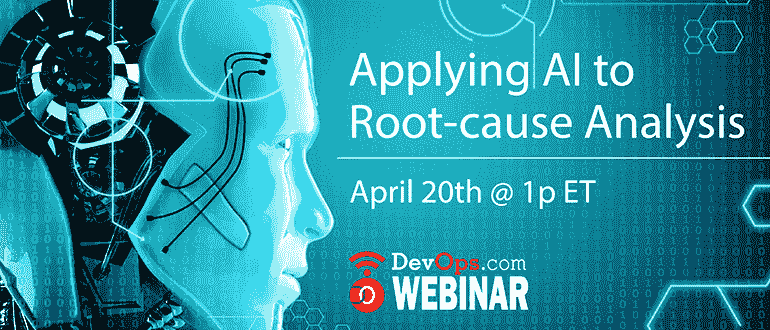 Applying AI to
Root-cause Analysis
April 20th @ 1p ET
DevOps.com
WEBINAR